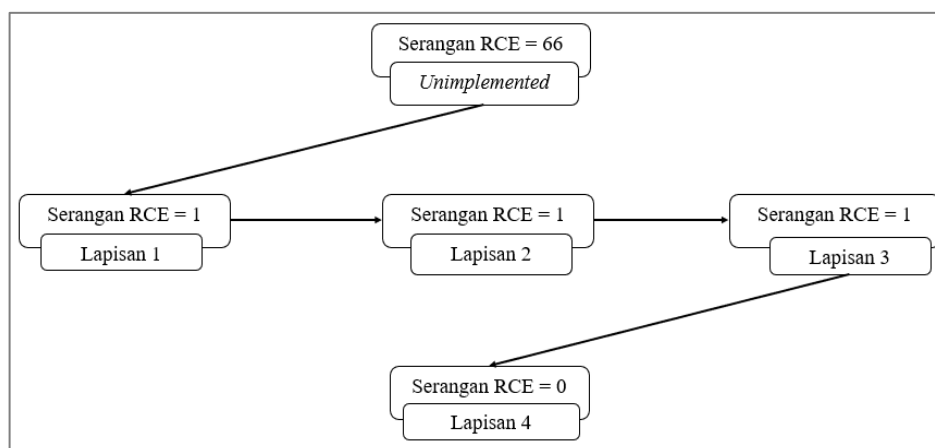 Serangan RCE = 66
Unimplemented
Serangan RCE = 1
Lapisan 1
Serangan RCE = 1
Lapisan 2
Serangan RCE = 1
Lapisan 3
Serangan RCE = 0
Lapisan 4